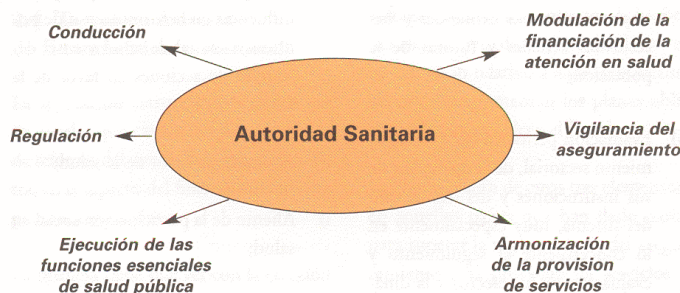 Conducción
Modulación de la
financiación de la
atención en salud
Regulación
Autoridad Sanitaria
Vigilancia del
aseguramiento
Ejecución de las
funciones esenciales
de salud pública
Armonización
de la provision
de servicios